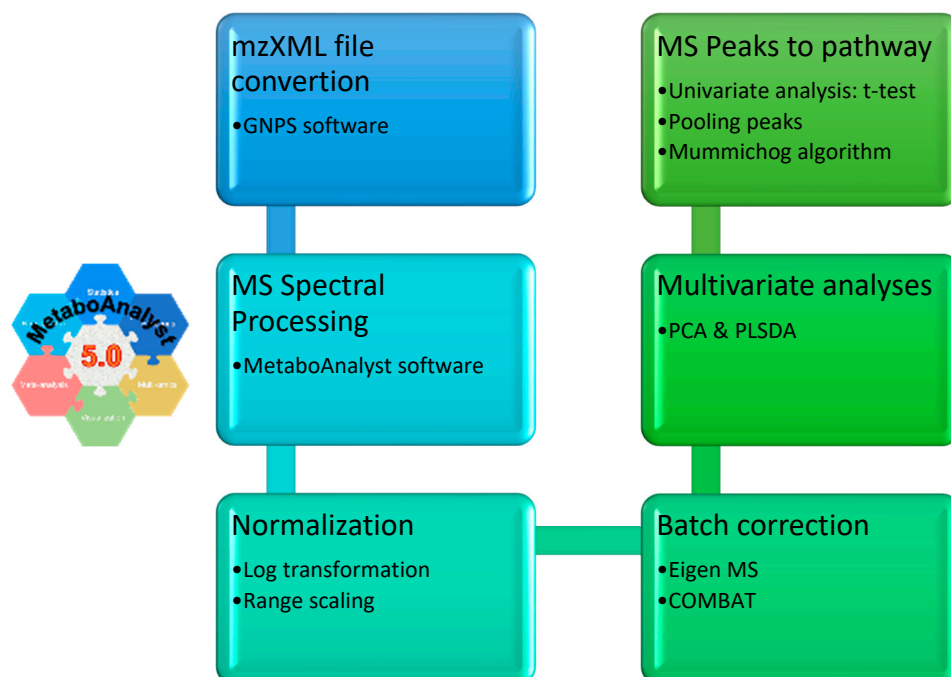 mzXML file
convertion
•GNPS software
MS Spectral
Processing
•MetaboAnalyst software
Normalization
•Log transformation
•Range scaling
Batch correction
•Eigen MS
•COMBAT
Multivariate analyses
•PCA & PLSDA
MS Peaks to pathway
•Univariate analysis: t-test
•Pooling peaks
•Mummichog algorithm
MetaboAnalyst
5.0
Statistics
Meta-analysis